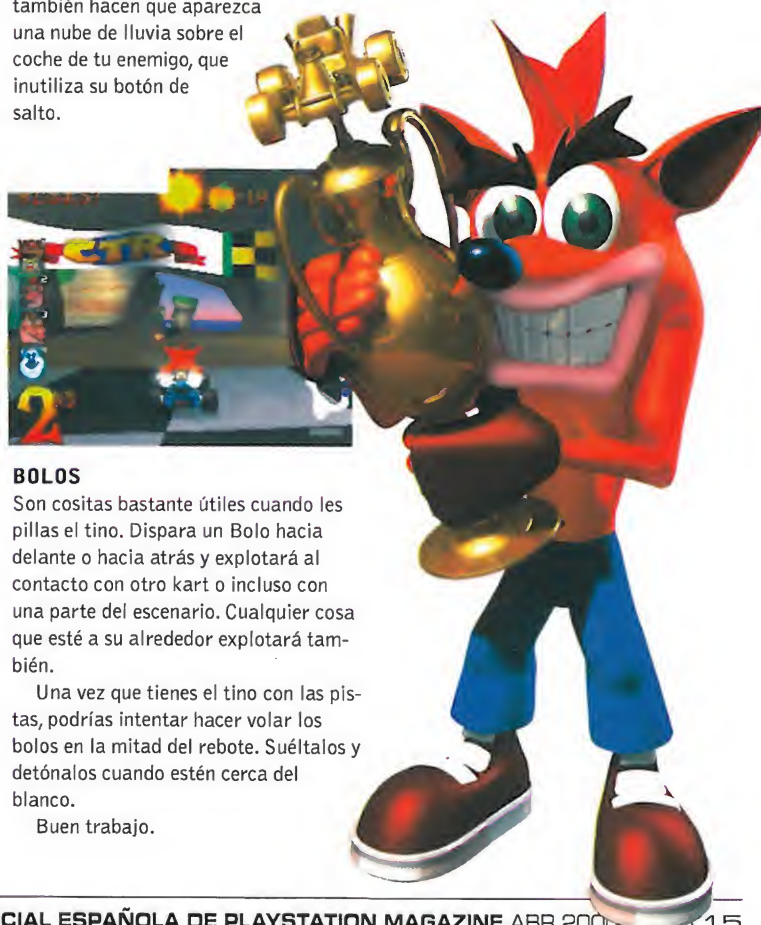 también hacen que aparezca
una nube de lluvia sobre el
coche de tu enemigo, que
inutiliza su botón de
salto.
CTR
2
BOLOS
Son cositas bastante útiles cuando les
pillas el tino. Dispara un Bolo hacia
delante o hacia atrás y explotará al
contacto con otro kart o incluso con
una parte del escenario. Cualquier cosa
que esté a su alrededor explotará tam-
bién.
Una vez que tienes el tino con las pis-
tas, podrías intentar hacer volar los
bolos en la mitad del rebote. Suéltalos y
detónalos cuando estén cerca del
blanco.
Buen trabajo.
CIAL ESPAÑOLA DE PLAYSTATION MAGAZINE ABR 200 15